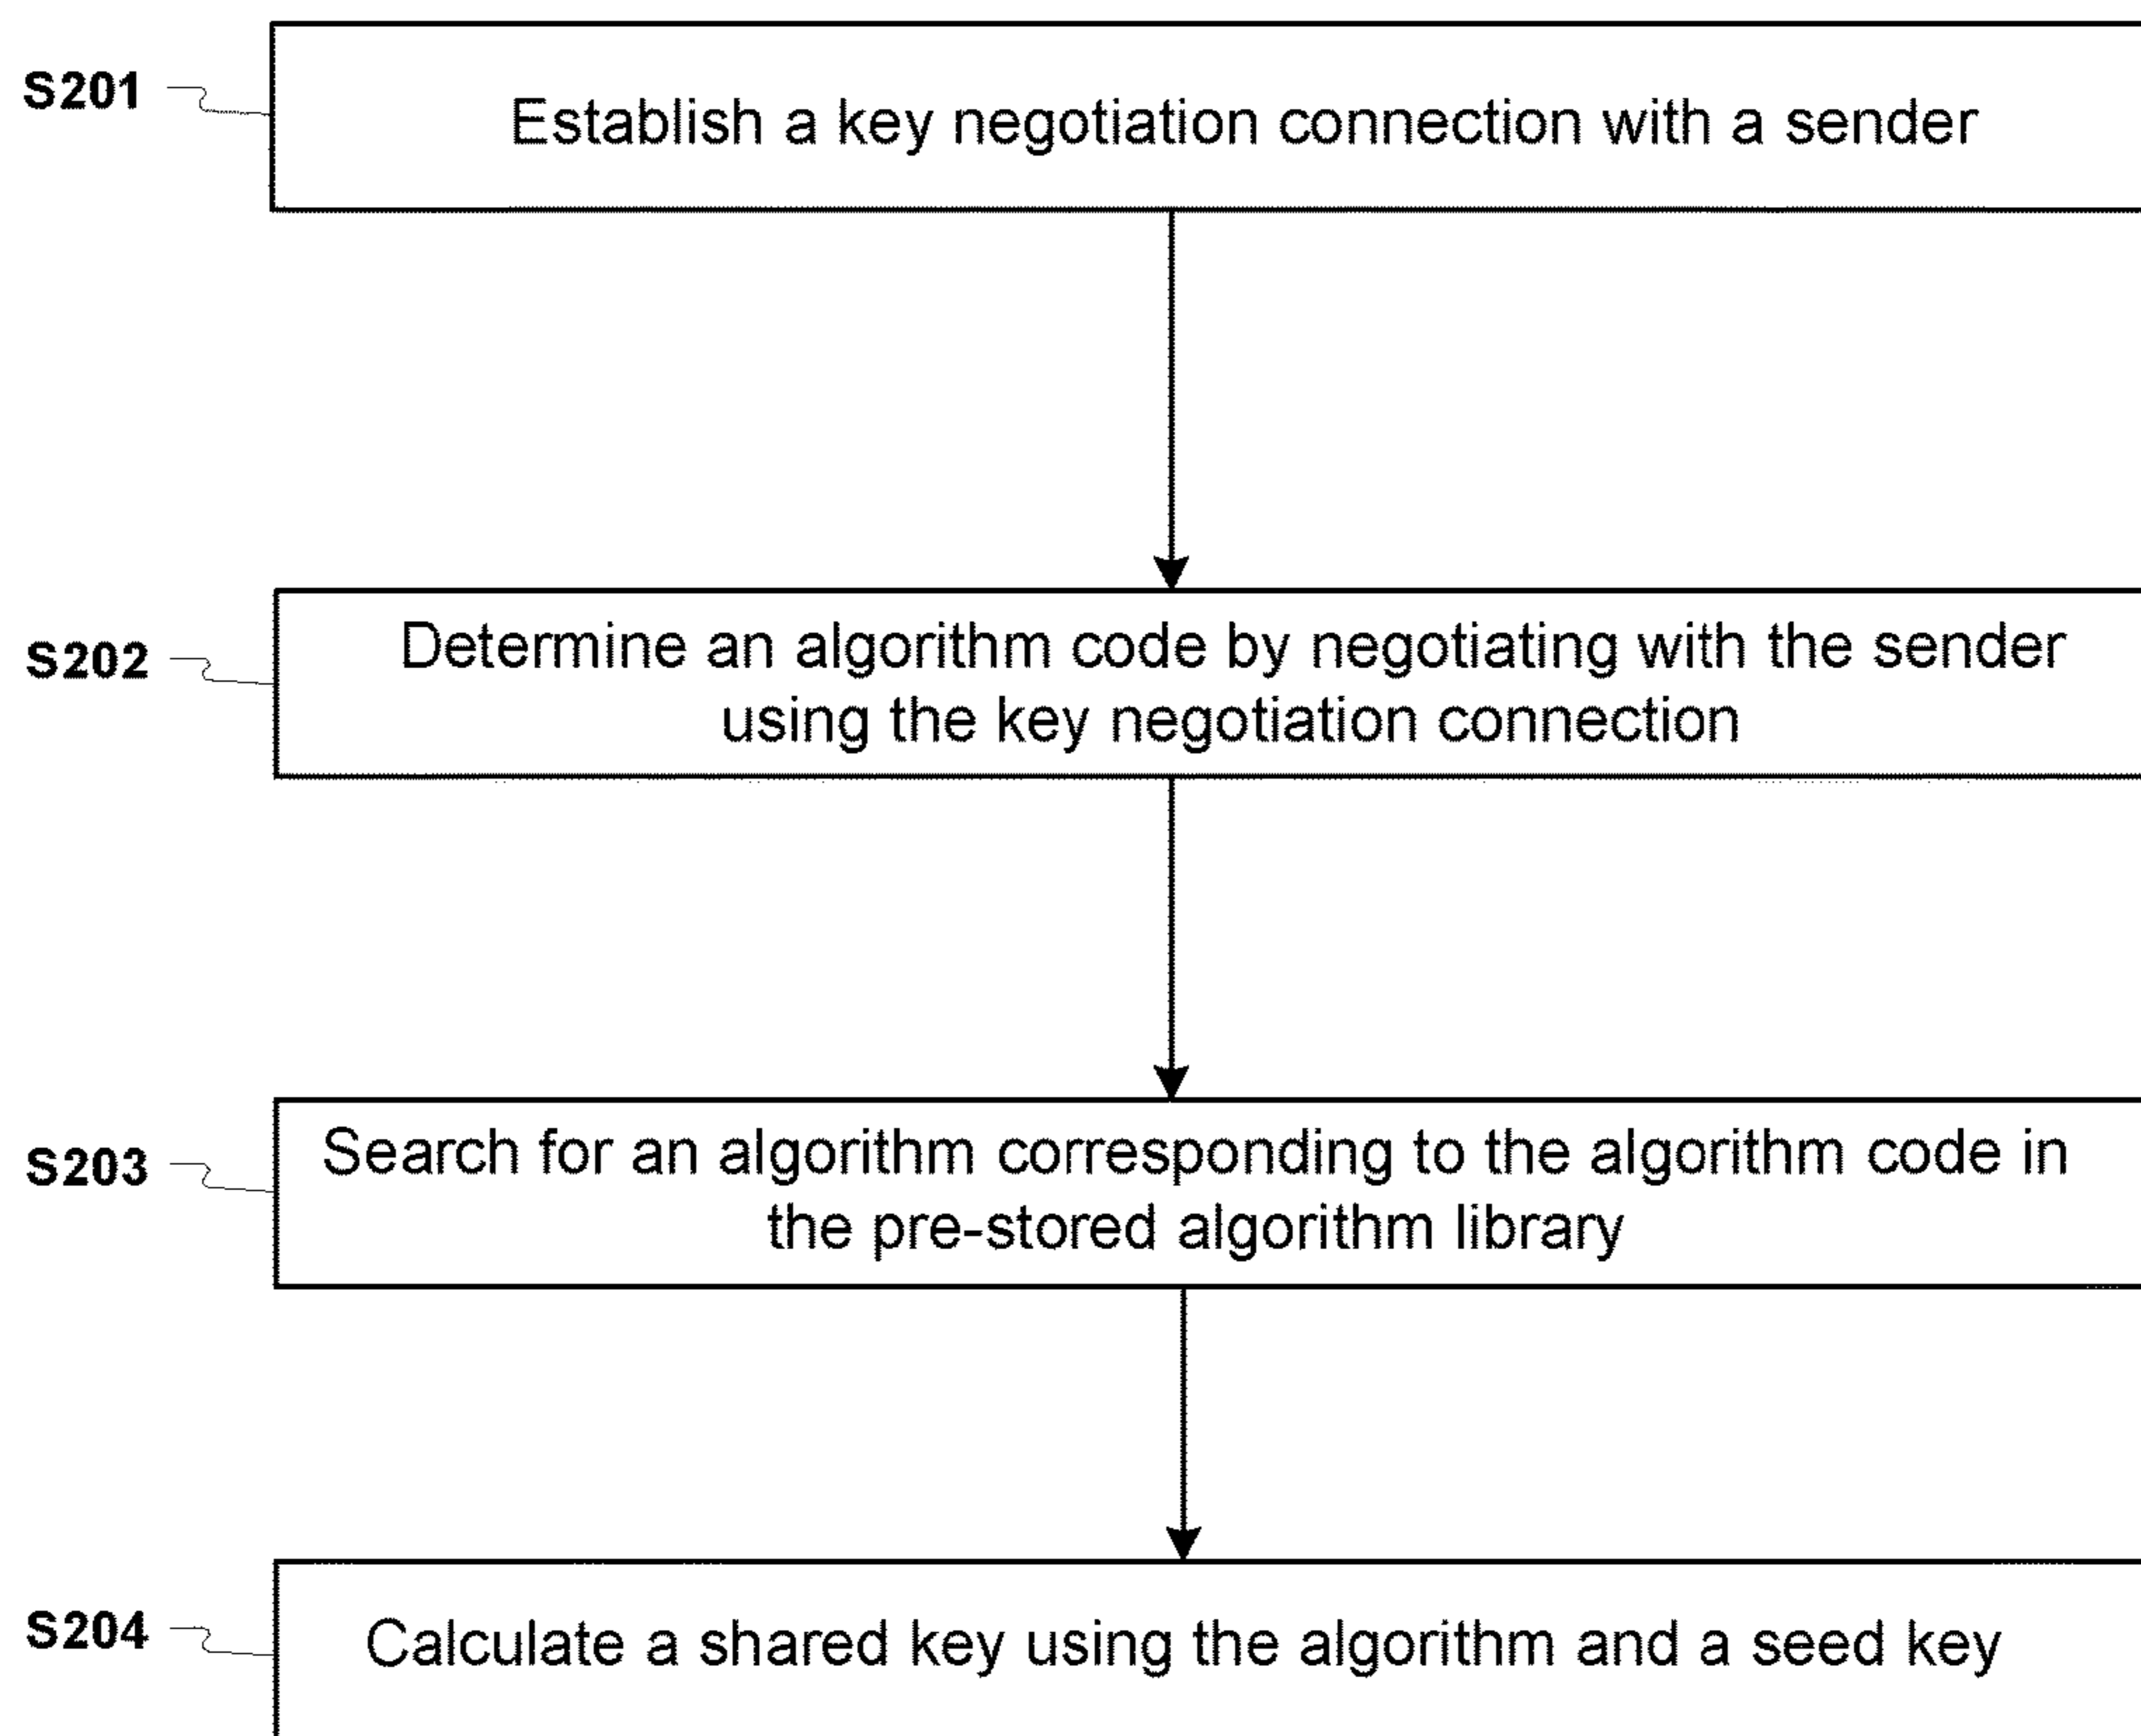 S201
Establish a key negotiation connection with a sender
S202
Determine an algorithm code by negotiating with the sender
using the key negotiation connection
S203
Search for an algorithm corresponding to the algorithm code in
the pre-stored algorithm library
S204
Calculate a shared key using the algorithm and a seed key